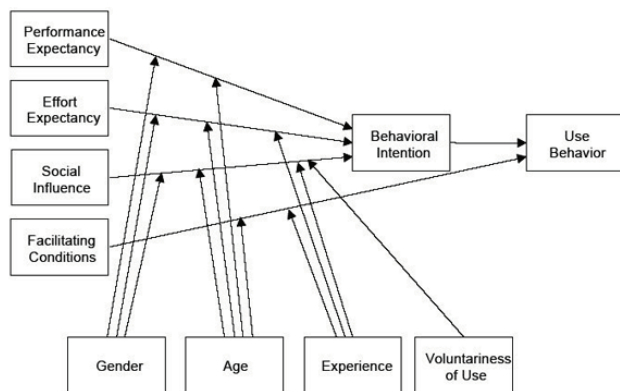 Performance
Expectancy
Effort
Expectancy
Social
Influence
Facilitating
Conditions
Behavioral
Intention
Use
Behavior
Gender
Age
Experience
Voluntariness
of Use